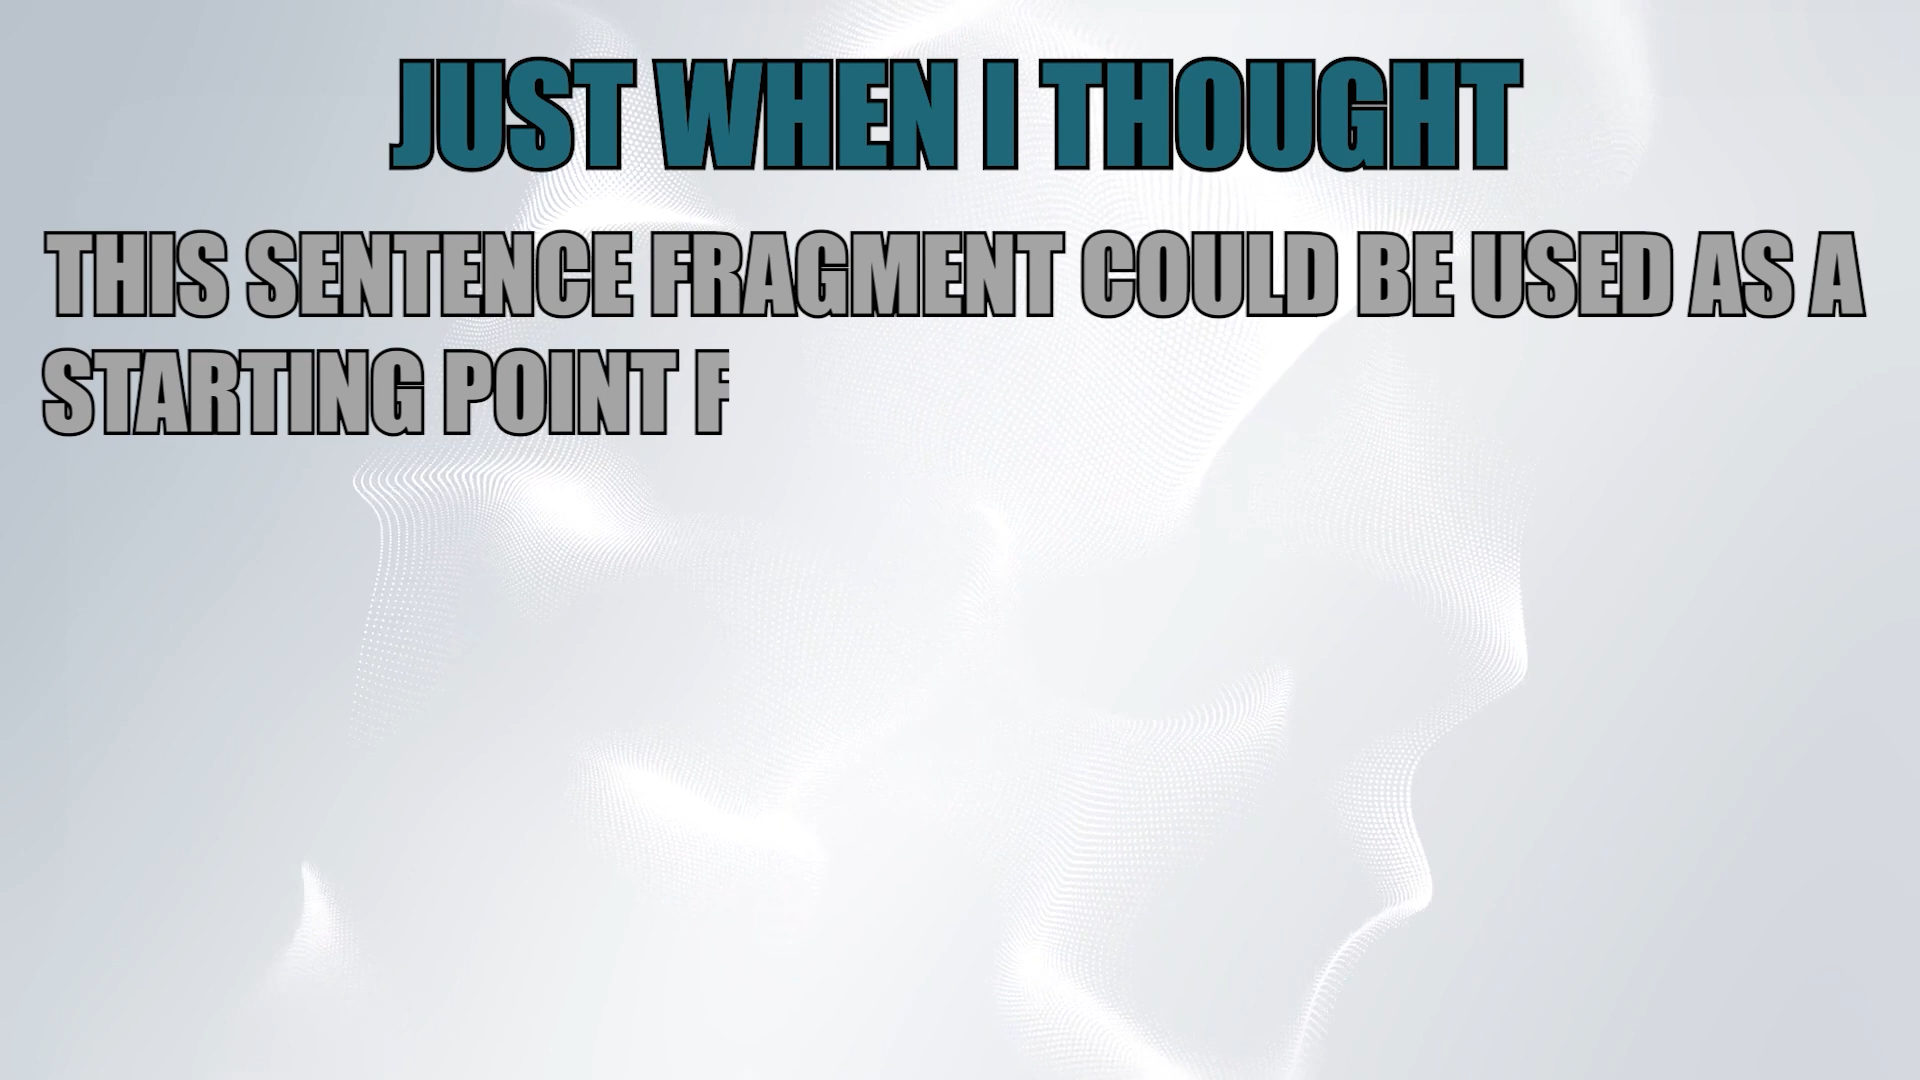 JUST WHEN I THOUGHT
THIS SENTENCE FRAGMENT COULD BE USED AS A
STARTING POINT F